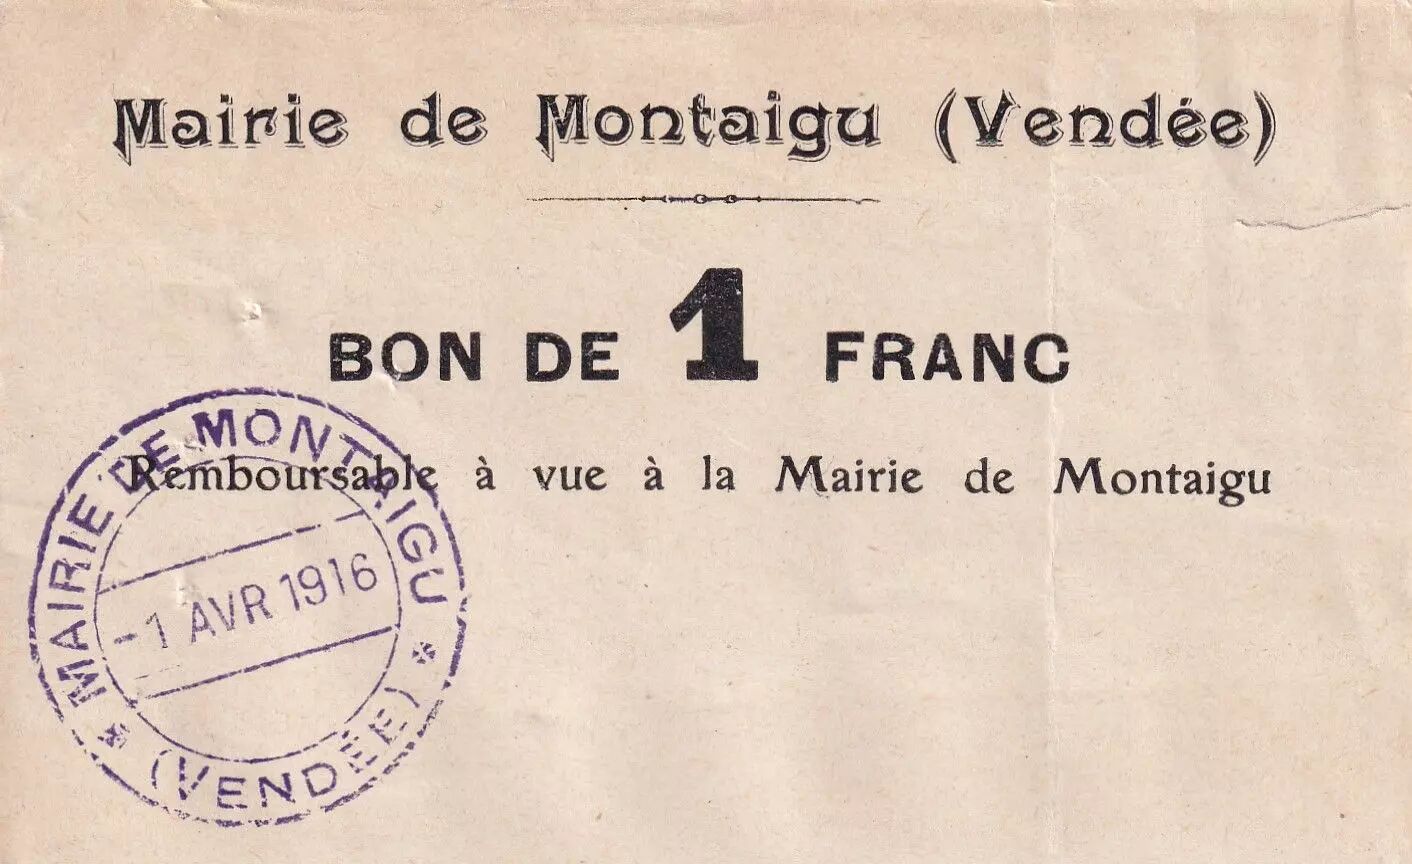 Mairie de Montaigu (Vendée)
BON DE 1 FRANC
Remboursable à vue à la Mairie de Montaigu
MAIRIE DE MONTAIGU
-1 AVR 1916
(VENDÉE)